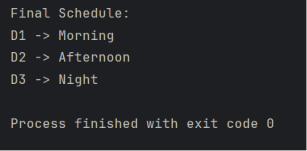 Final Schedule:
D1 -> Morning
D2 -> Afternoon
D3 -> Night
Process finished with exit code 0